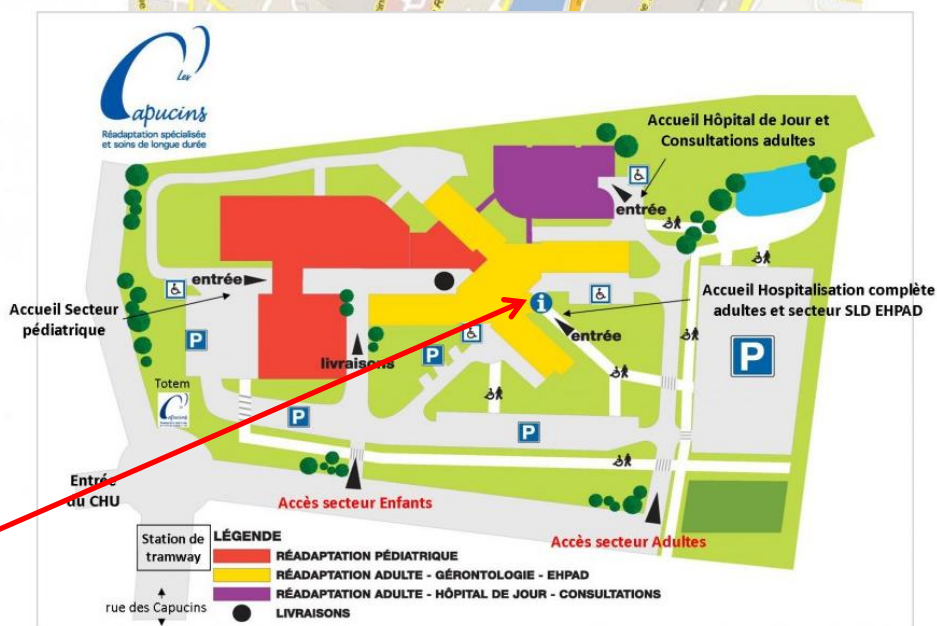 Les
Capucins
Réadaptation spécialisée
et soins de longue durée
Accueil Hôpital de Jour et
Consultations adultes
entrée
entrée
Accueil Secteur
pédiatrique
Accueil Hospitalisation complète
adultes et secteur SLD EHPAD
i
entrée
P
livraisons
P
P
Totem
Capucins
P
P
Entrée
du CHU
Accès secteur Enfants
Accès secteur Adultes
Station de
tramway
rue des Capucins
LÉGENDE
RÉADAPTATION PÉDIATRIQUE
RÉADAPTATION ADULTE - GÉRONTOLOGIE - EHPAD
RÉADAPTATION ADULTE - HÔPITAL DE JOUR - CONSULTATIONS
LIVRAISONS